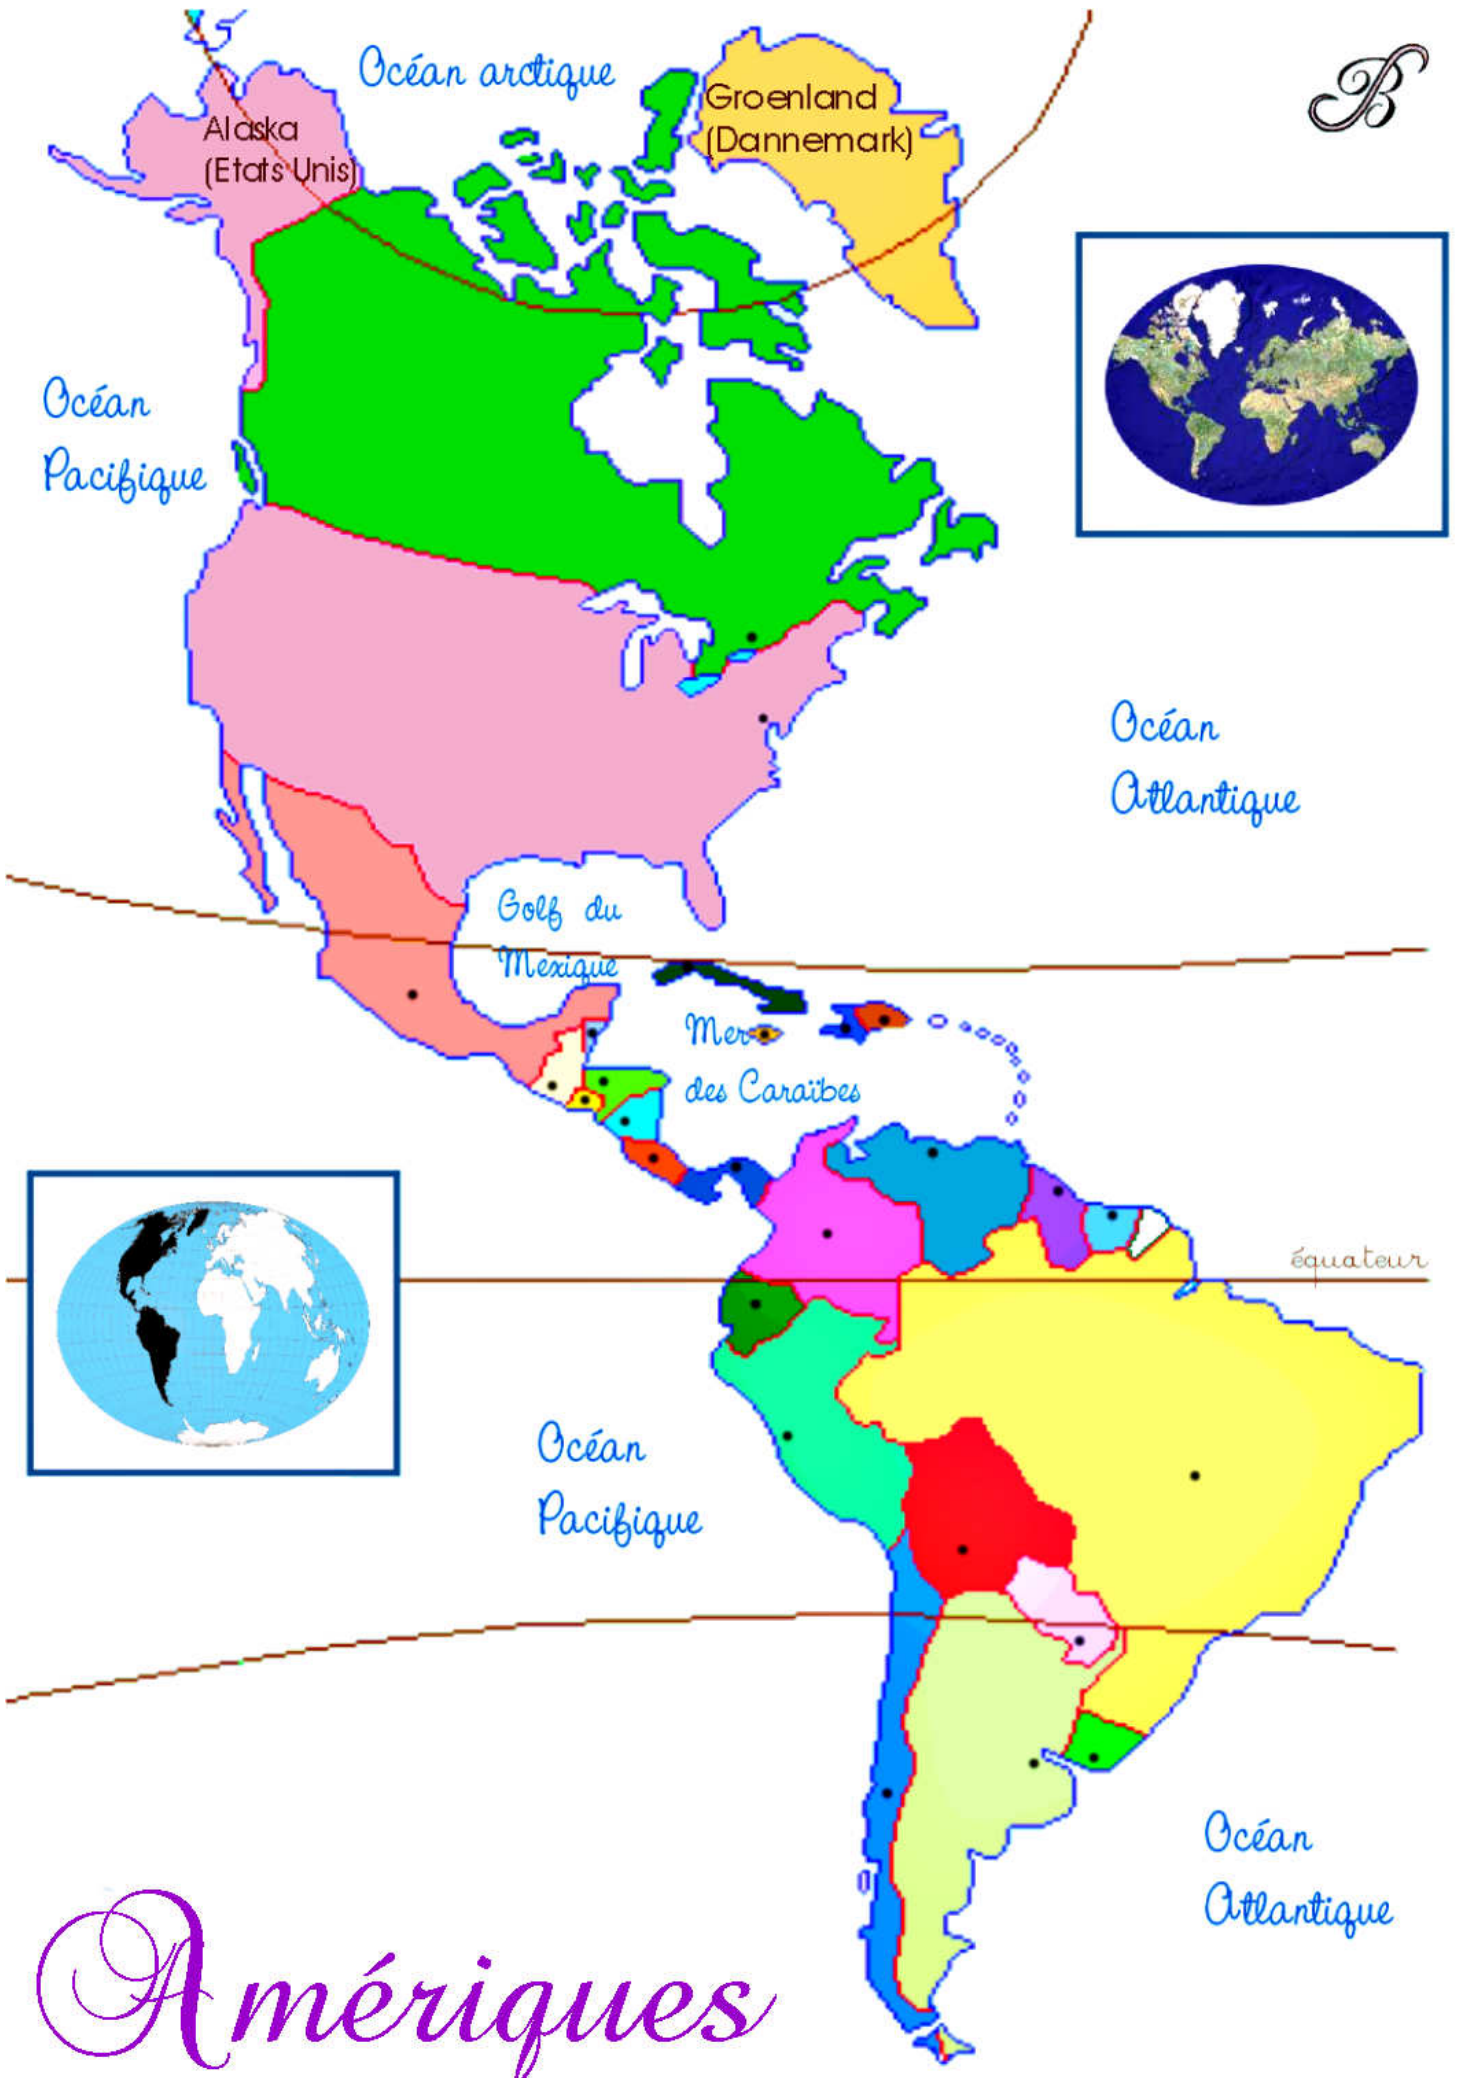 Océan arctique
B
Groenland
(Dannemark)
Alaska
(Etats Unis)
Océan
Pacifique
Océan
Atlantique
Golf du
Mexique
Mer
des Caraïbes
équateur
Océan
Pacifique
Océan
Atlantique
Amériques